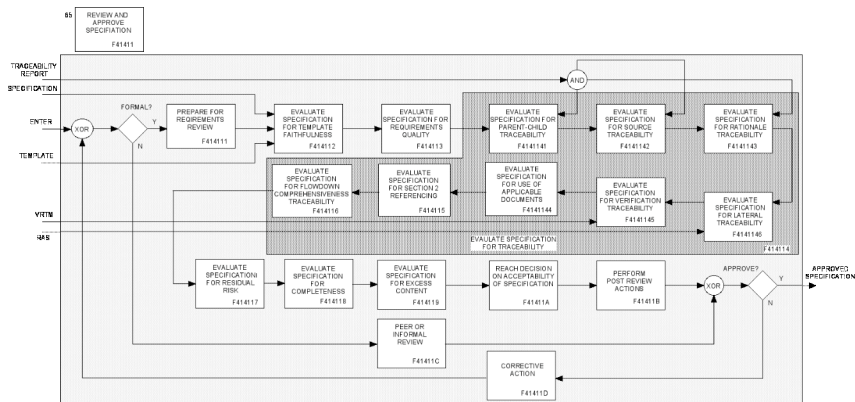 65
REVIEW AND
APPROVE
SPECIFIATION
F41411
TRACEABILITY
REPORT
SPECIFICATION
ENTER
TEMPLATE
VRTM
RAS
XOR
FORMAL?
Y
N
PREPARE FOR
REQIREMENTS
REVIEW
F414111
EVALUATE
SPECIFICATION
FOR TEMPLATE
FAITHFULNESS
F414112
EVALUATE
SPECIFICATION FOR
REQUIREMENTS
QUALITY
F414113
AND
EVALUATE
SPECIFICATION FOR
PARENT-CHILD
TRACEABILITY
F4141141
EVALUATE
SPECIFICATION
FOR SOURCE
TRACEABILITY
F4141142
EVALUATE
SPECIFICATION
FOR RATIONALE
TRACEABILITY
F4141143
EVALUATE
SPECIFICATION
FOR FLOWDOWN
COMPREHENSIVENESS
TRACEABILITY
F414116
EVALUATE
SPECIFICATION
FOR SECTION 2
REFERENCING
F414115
EVALUATE
SPECIFICATION
FOR USE OF
APPLICABLE
DOCUMENTS
F4141144
EVALUATE
SPECIFICATION
FOR VERIFICATION
TRACEABILITY
F4141145
EVALUATE
SPECIFICATION
FOR LATERAL
TRACEABILITY
F4141146
EVAULATE SPECIFICATION
FOR TRACEABILITY
F414114
EVALUATE
SPECIFICATIONI
FOR RESIDUAL
RISK
F414117
EVALUATE
SPECIFICATION
FOR
COMPLETENESS
F414118
EVALUATE
SPECIFICATION FOR
EXCESS
CONTENT
F414119
REACH DECISION
ON ACCEPTABILITY
OF SPECIFICATION
F41411A
PERFORM
POST REVIEW
ACTIONS
F41411B
XOR
APPROVE?
Y
N
APPROVED
SPECIFICATION
PEER OR
INFORMAL
REVIEW
F41411C
CORRECTIVE
ACTION
F41411D